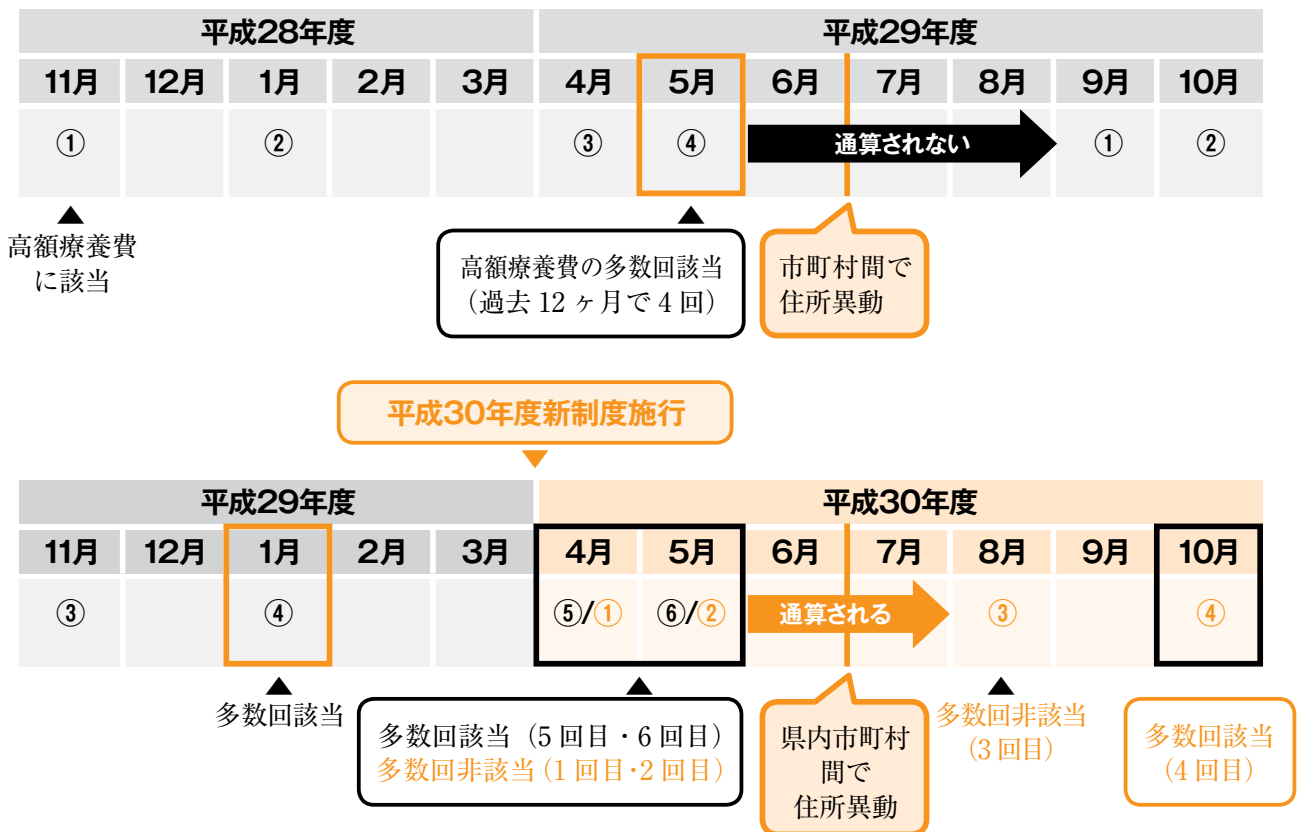 平成28年度 平成29年度
11月 12月 1月 2月 3月 4月 5月 6月 7月 8月 9月 10月
① ② ③ ④ 通算されない ① ②
高額療養費
に該当
高額療養費の多数回該当
（過去 12 ヶ月で 4 回）
市町村間で
住所異動
平成30年度新制度施行
平成29年度 平成30年度
11月 12月 1月 2月 3月 4月 5月 6月 7月 8月 9月 10月
③ ④ ⑤/① ⑥/② 通算される ③ ④
多数回該当
多数回該当（5 回目・6 回目）
多数回非該当（1 回目・2 回目）
県内市町村
間で
住所異動
多数回非該当
（3 回目）
多数回該当
（4 回目）